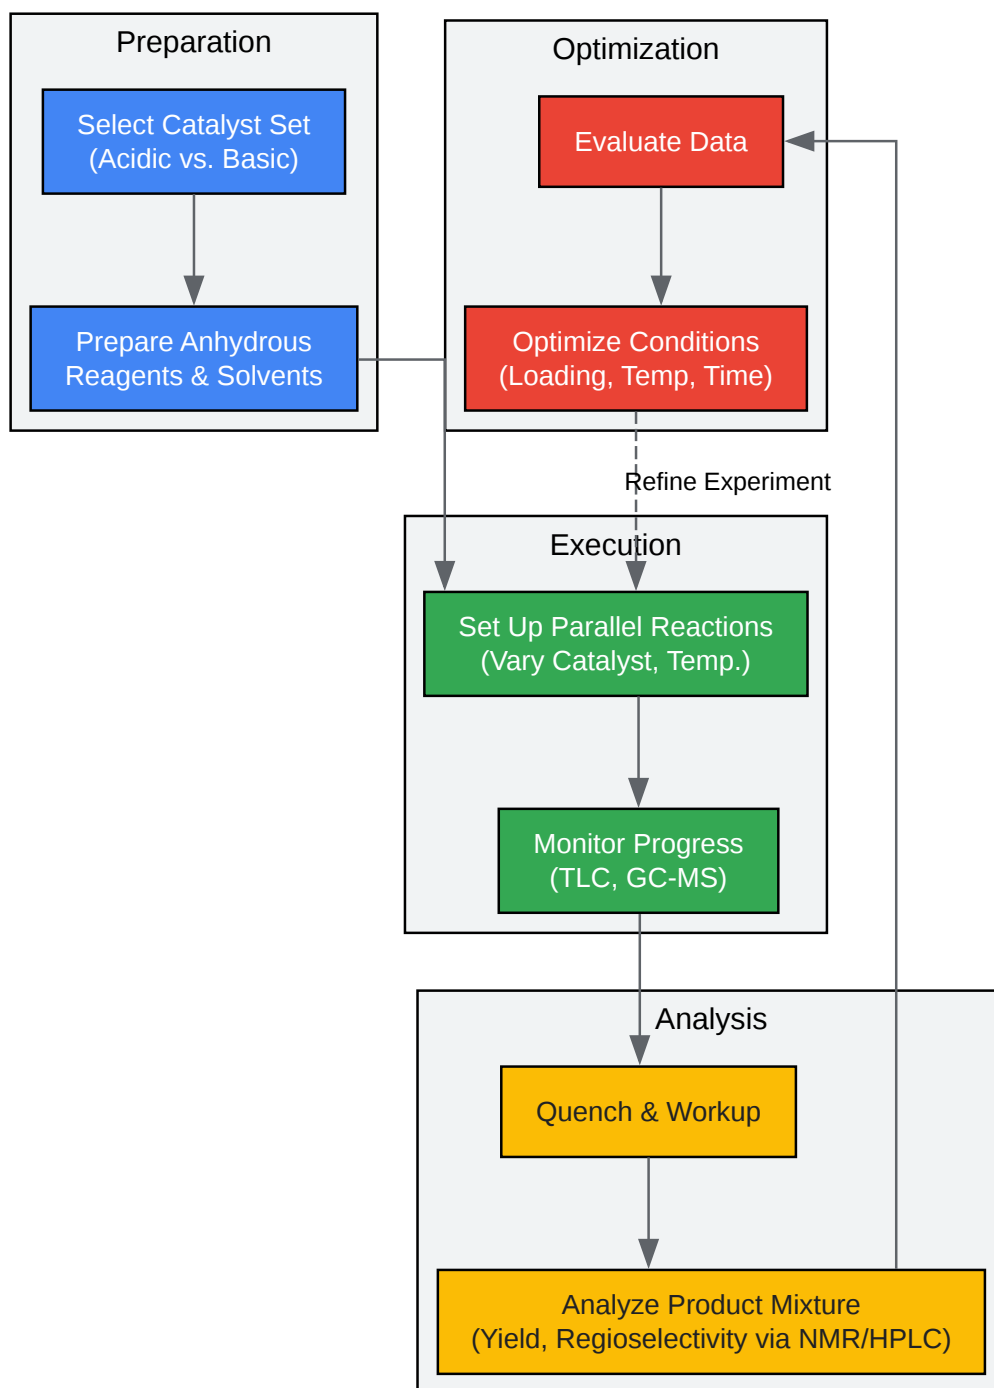 Preparation
Select Catalyst Set
(Acidic vs. Basic)
Prepare Anhydrous
Reagents & Solvents
Optimization
Evaluate Data
Optimize Conditions
(Loading, Temp, Time)
Refine Experiment
Execution
Set Up Parallel Reactions
(Vary Catalyst, Temp.)
Monitor Progress
(TLC, GC-MS)
Analysis
Quench & Workup
Analyze Product Mixture
(Yield, Regioselectivity via NMR/HPLC)